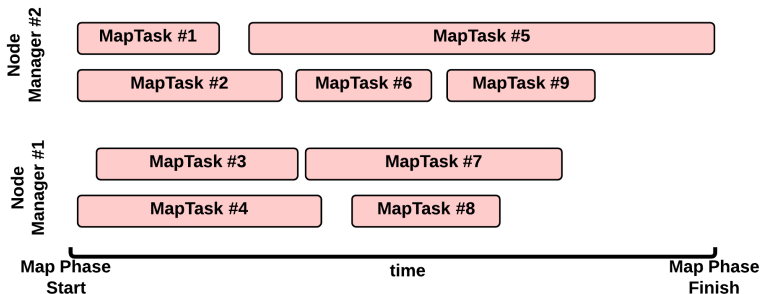 Node
Manager #2
MapTask #1
MapTask #5
MapTask #2
MapTask #6
MapTask #9
Node
Manager #1
MapTask #3
MapTask #7
MapTask #4
MapTask #8
Map Phase
Start
time
Map Phase
Finish